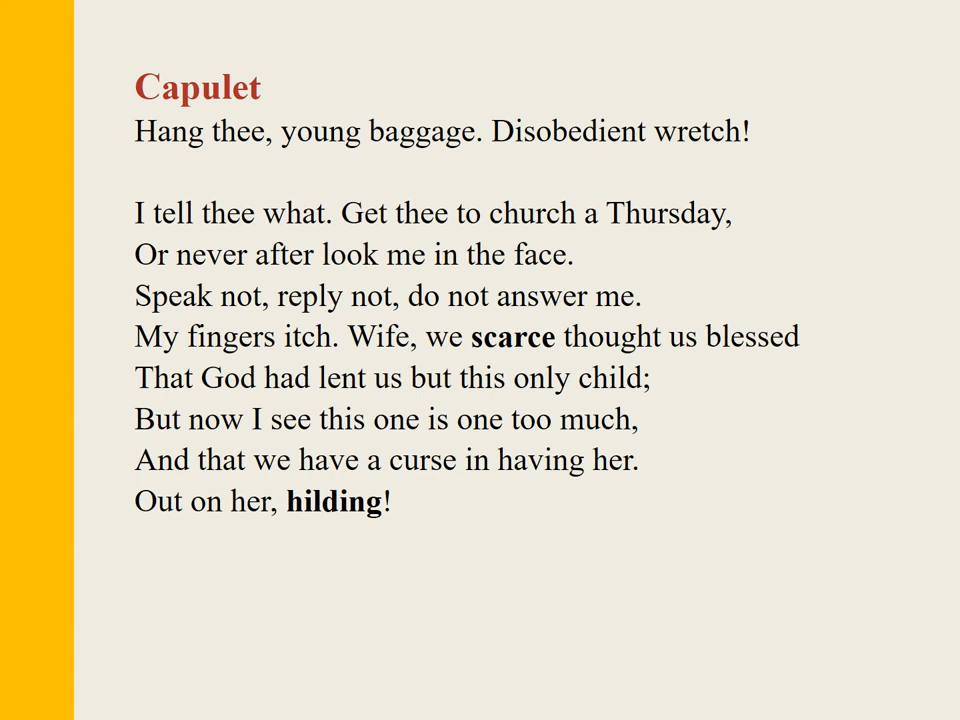 Capulet
Hang thee, young baggage. Disobedient wretch!
I tell thee what. Get thee to church a Thursday,
Or never after look me in the face.
Speak not, reply not, do not answer me.
My fingers itch. Wife, we scarce thought us blessed
That God had lent us but this only child;
But now I see this one is one too much,
And that we have a curse in having her.
Out on her, hilding!